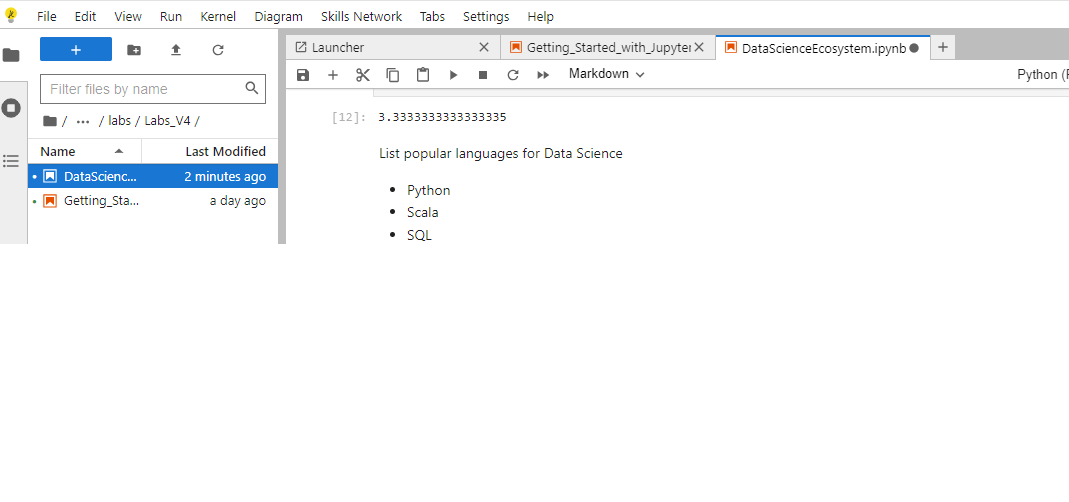 File Edit View Run Kernel Diagram Skills Network Tabs Settings Help
Launcher Getting_Started_with_Jupyter DataScienceEcosystem.ipynb
Markdown Python (
Filter files by name
/ ... / labs / Labs_V4 /
Name Last Modified
DataScienc... 2 minutes ago
Getting_Sta... a day ago
[12]: 3.3333333333333335
List popular languages for Data Science
• Python
• Scala
• SQL